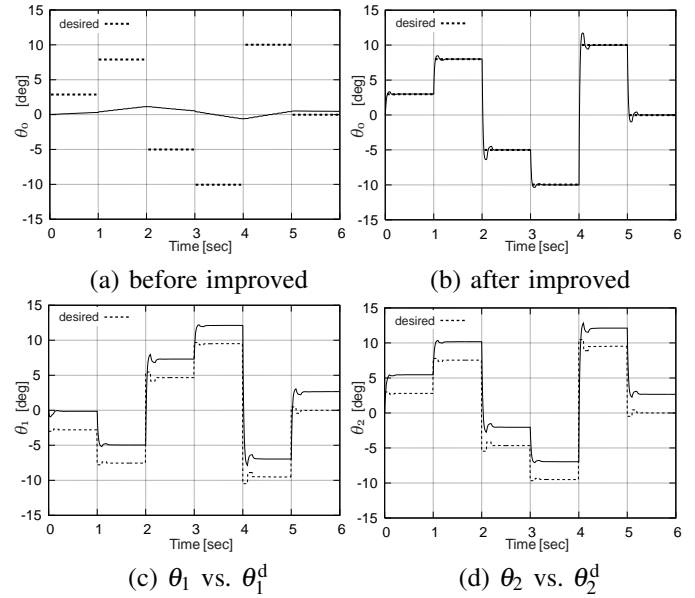 15
10
5
0
-5
-10
-15
θo [deg]
desired
0 1 2 3 4 5 6
Time [sec]
(a) before improved
15
10
5
0
-5
-10
-15
θo [deg]
desired
0 1 2 3 4 5 6
Time [sec]
(b) after improved
15
10
5
0
-5
-10
-15
θ1 [deg]
desired
0 1 2 3 4 5 6
Time [sec]
(c) θ1 vs. θ1^d
15
10
5
0
-5
-10
-15
θ2 [deg]
desired
0 1 2 3 4 5 6
Time [sec]
(d) θ2 vs. θ2^d